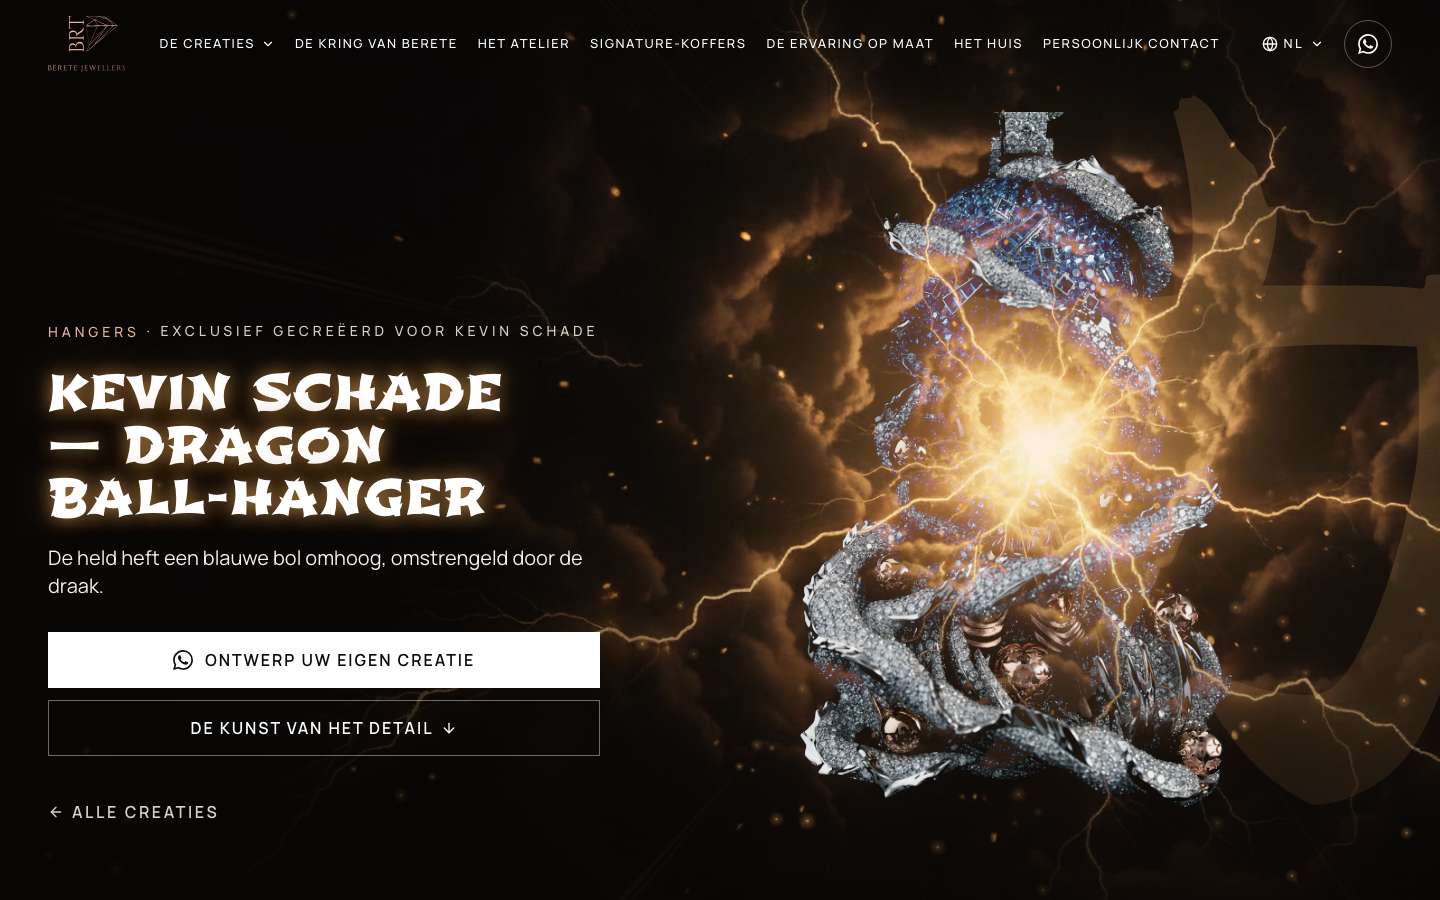 BRT
BERETE JEWELLERS
DE CREATIES
DE KRING VAN BERETE
HET ATELIER
SIGNATURE-KOFFERS
DE ERVARING OP MAAT
HET HUIS
PERSOONLIJK CONTACT
NL
HANGERS · EXCLUSIEF GECREËERD VOOR KEVIN SCHADE
KEVIN SCHADE
— DRAGON
BALL-HANGER
De held heft een blauwe bol omhoog, omstrengeld door de
draak.
ONTWERP UW EIGEN CREATIE
DE KUNST VAN HET DETAIL ↓
← ALLE CREATIES